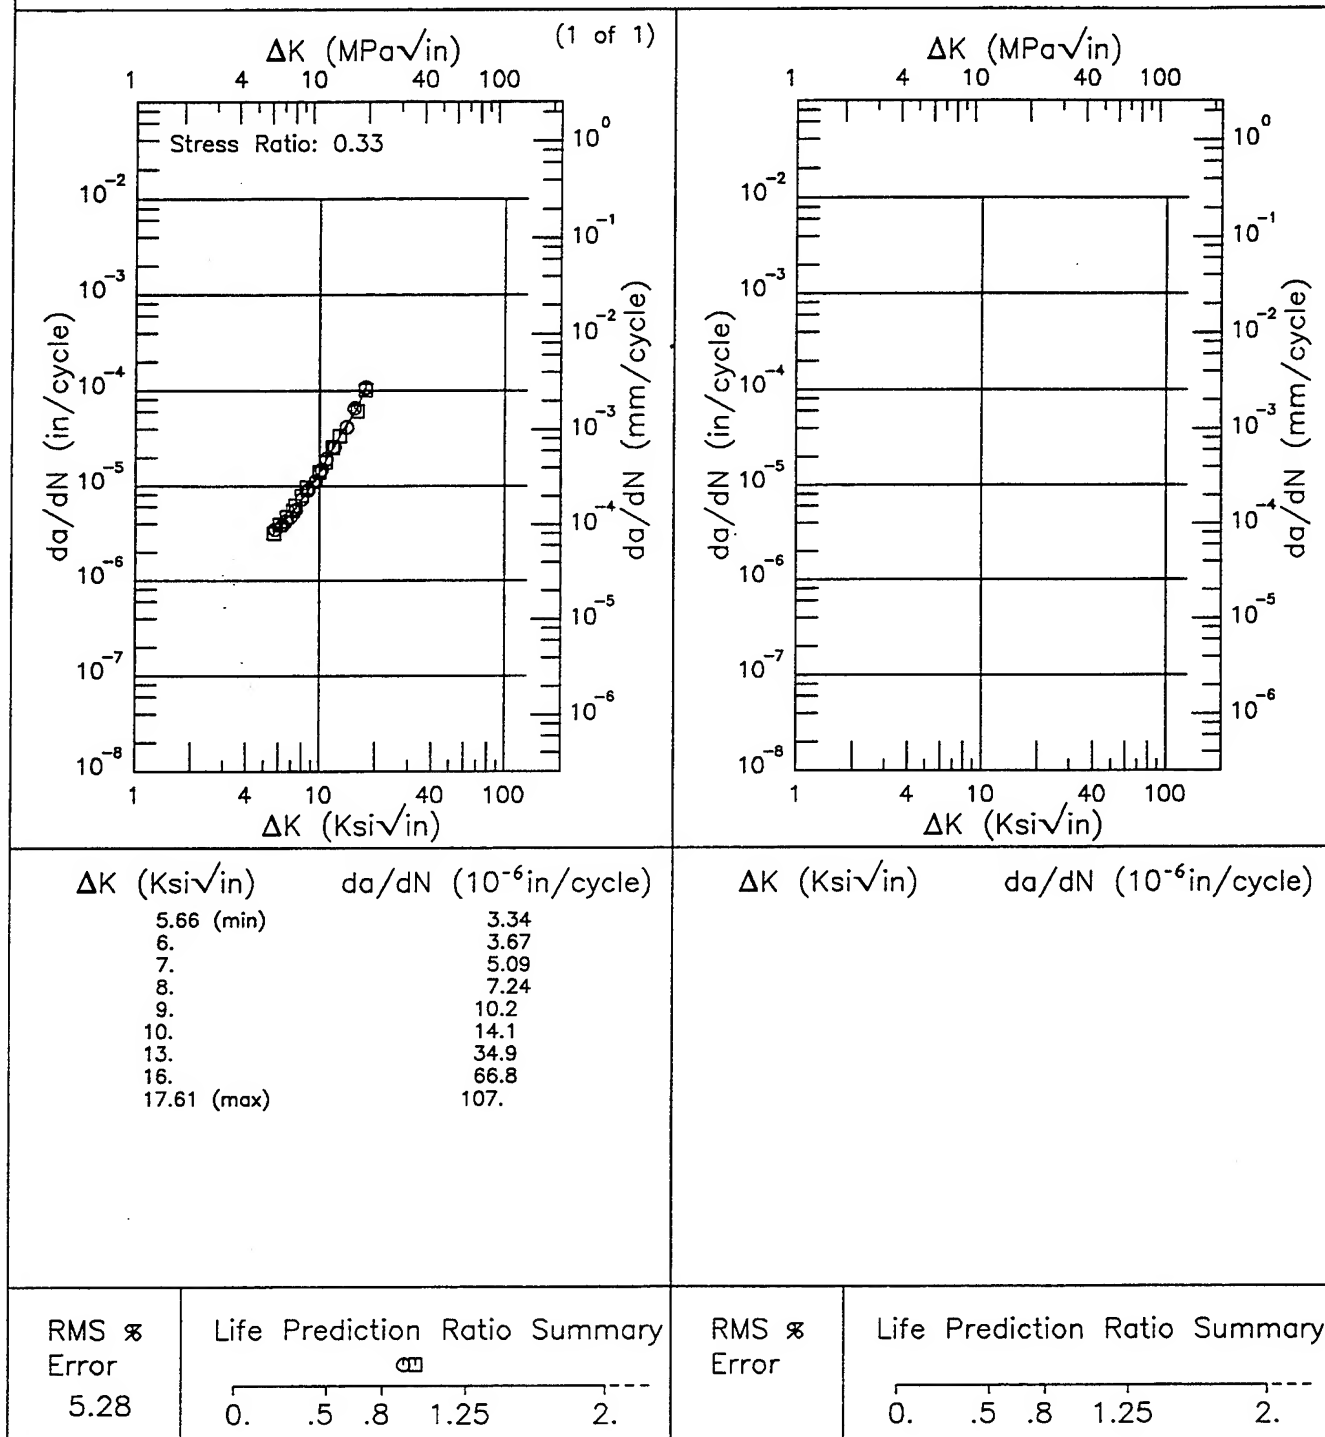 (1 of 1)
ΔK (MPa√in)
1 4 10 40 100
Stress Ratio: 0.33
10⁻²
10⁻³
10⁻⁴
10⁻⁵
10⁻⁶
10⁻⁷
10⁻⁸
da/dN (in/cycle)
10⁰
10⁻¹
10⁻²
10⁻³
10⁻⁴
10⁻⁵
10⁻⁶
da/dN (mm/cycle)
1 4 10 40 100
ΔK (Ksi√in)
ΔK (MPa√in)
1 4 10 40 100
10⁻²
10⁻³
10⁻⁴
10⁻⁵
10⁻⁶
10⁻⁷
10⁻⁸
da/dN (in/cycle)
10⁰
10⁻¹
10⁻²
10⁻³
10⁻⁴
10⁻⁵
10⁻⁶
da/dN (mm/cycle)
1 4 10 40 100
ΔK (Ksi√in)
ΔK (Ksi√in) da/dN (10⁻⁶in/cycle)
5.66 (min) 3.34
6. 3.67
7. 5.09
8. 7.24
9. 10.2
10. 14.1
13. 34.9
16. 66.8
17.61 (max) 107.
ΔK (Ksi√in) da/dN (10⁻⁶in/cycle)
RMS %
Error
5.28
Life Prediction Ratio Summary
0. .5 .8 1.25 2.
RMS %
Error
Life Prediction Ratio Summary
0. .5 .8 1.25 2.